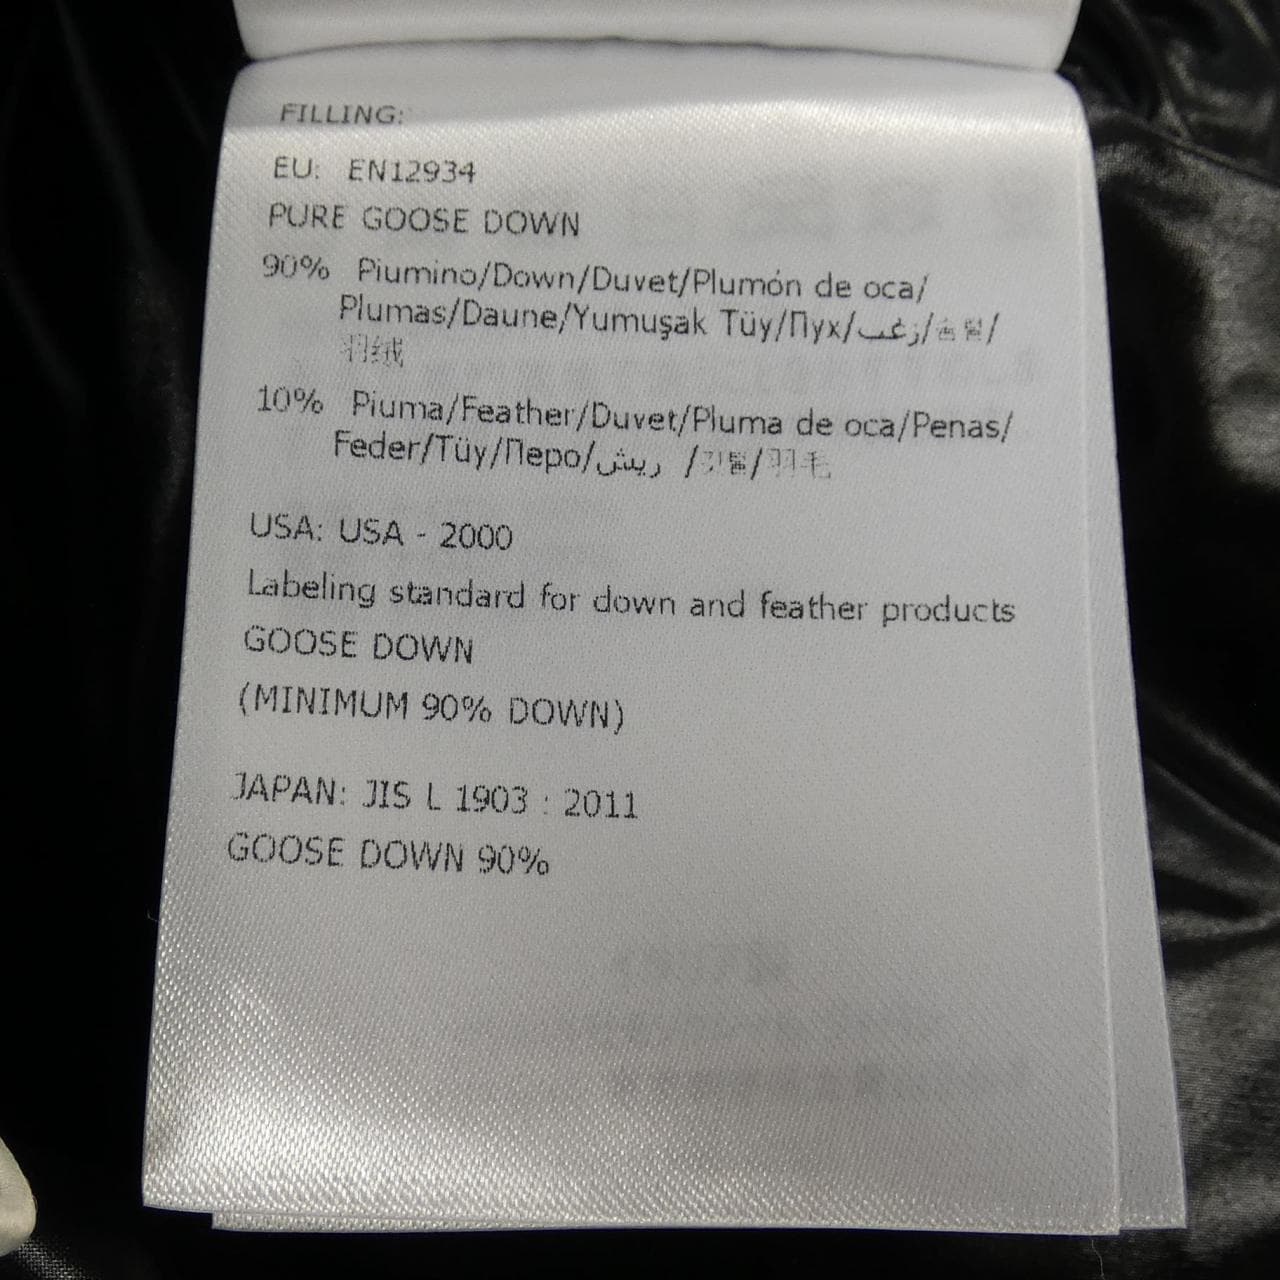 FILLING:
EU: EN12934
PURE GOOSE DOWN
90% Piumino/Down/Duvet/Plumón de oca/
Plumas/Daune/Yumuşak Tüy/Пух/زغب/솜털/
羽绒
10% Piuma/Feather/Duvet/Pluma de oca/Penas/
Feder/Tüy/Перо/ريش /깃털/羽毛
USA: USA - 2000
Labeling standard for down and feather products
GOOSE DOWN
(MINIMUM 90% DOWN)
JAPAN: JIS L 1903 : 2011
GOOSE DOWN 90%